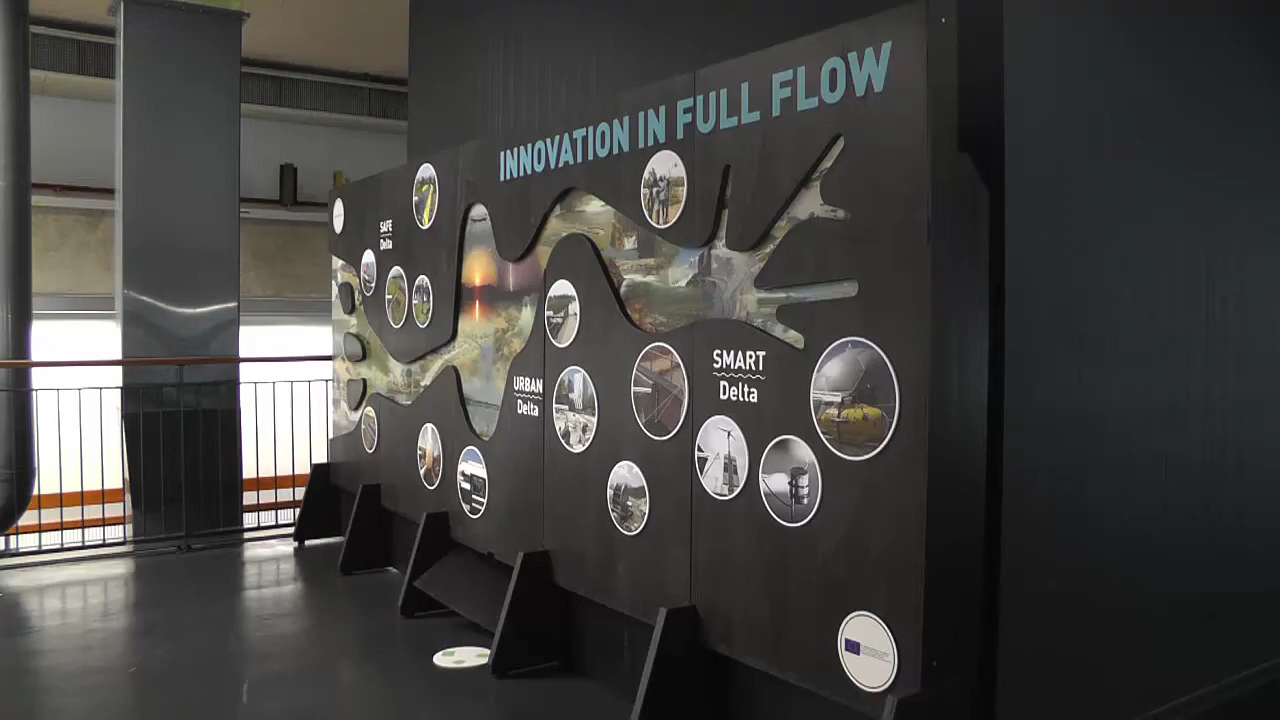 INNOVATION IN FULL FLOW
SAFE
Delta
URBAN
Delta
SMART
Delta